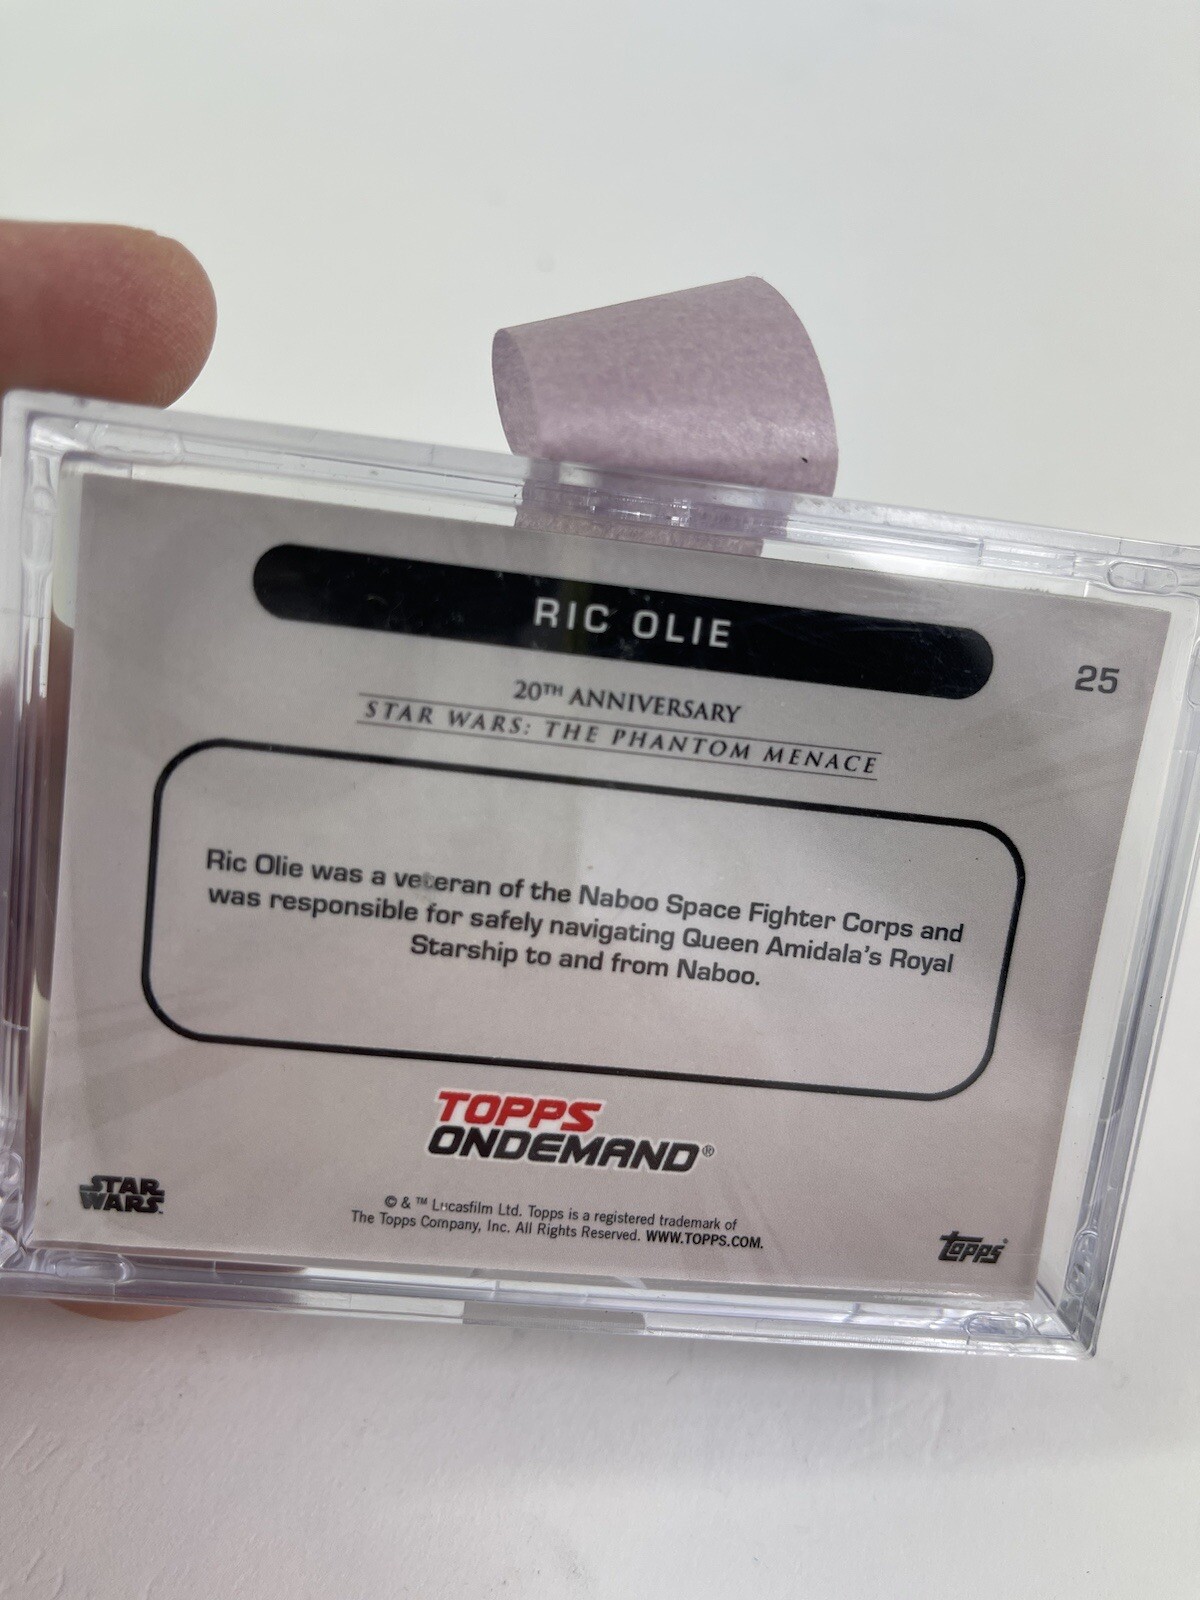 RIC OLIE
25
20TH ANNIVERSARY
STAR WARS: THE PHANTOM MENACE
Ric Olie was a veteran of the Naboo Space Fighter Corps and
was responsible for safely navigating Queen Amidala's Royal
Starship to and from Naboo.
TOPPS
ONDEMAND®
STAR
WARS™
© & ™ Lucasfilm Ltd. Topps is a registered trademark of
The Topps Company, Inc. All Rights Reserved. WWW.TOPPS.COM.
topps®